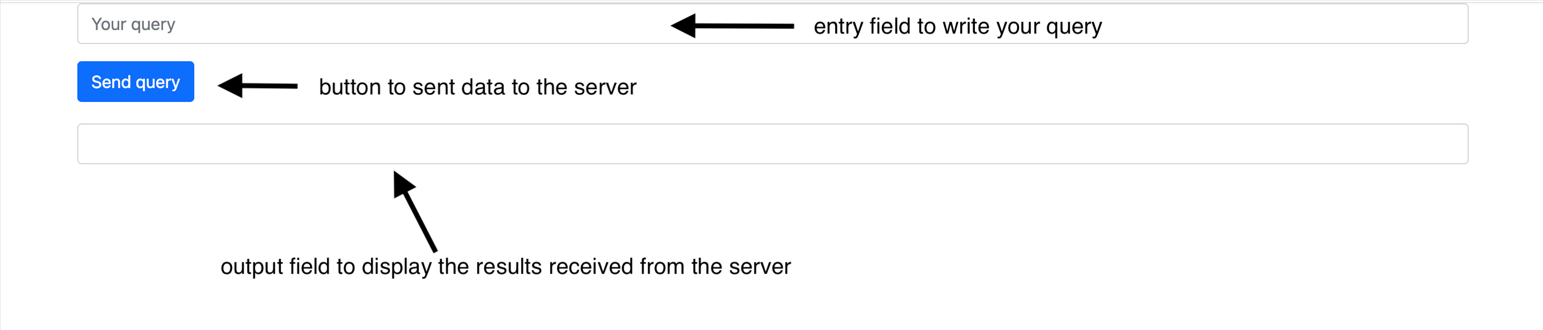 Your query
entry field to write your query
Send query
button to sent data to the server
output field to display the results received from the server